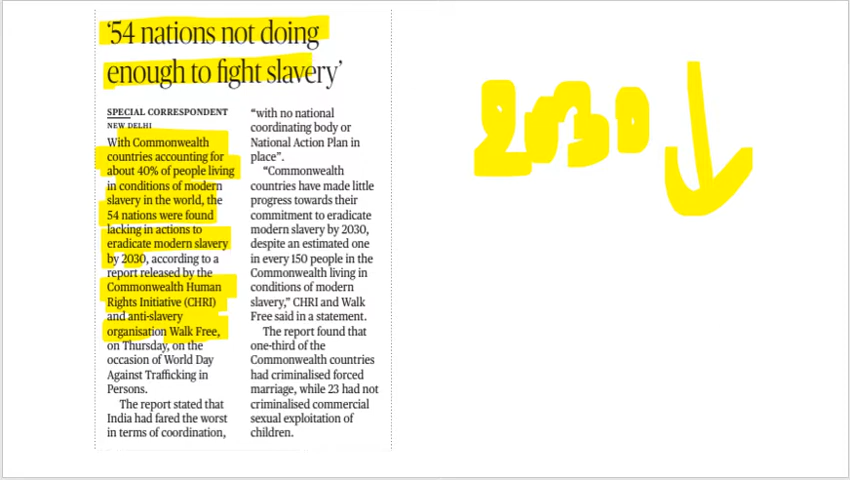 ‘54 nations not doing
enough to fight slavery’
SPECIAL CORRESPONDENT
NEW DELHI
With Commonwealth
countries accounting for
about 40% of people living
in conditions of modern
slavery in the world, the
54 nations were found
lacking in actions to
eradicate modern slavery
by 2030, according to a
report released by the
Commonwealth Human
Rights Initiative (CHRI)
and anti-slavery
organisation Walk Free,
on Thursday, on the
occasion of World Day
Against Trafficking in
Persons.
The report stated that
India had fared the worst
in terms of coordination,
“with no national
coordinating body or
National Action Plan in
place”.
“Commonwealth
countries have made little
progress towards their
commitment to eradicate
modern slavery by 2030,
despite an estimated one
in every 150 people in the
Commonwealth living in
conditions of modern
slavery,” CHRI and Walk
Free said in a statement.
The report found that
one-third of the
Commonwealth countries
had criminalised forced
marriage, while 23 had not
criminalised commercial
sexual exploitation of
children.
2030